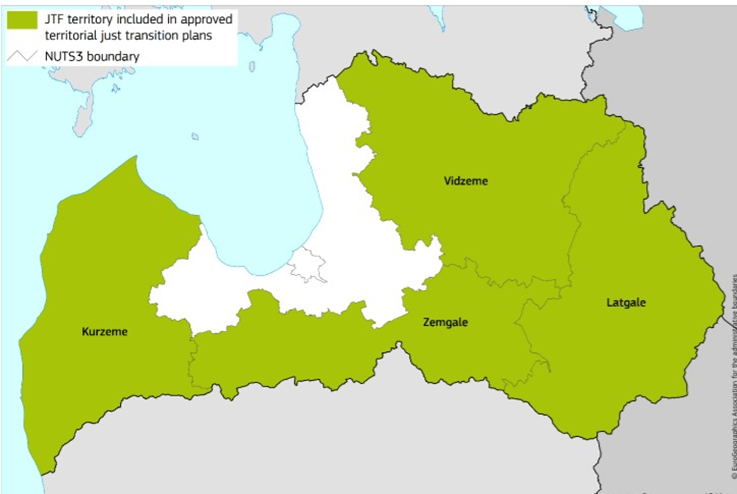 JTF territory included in approved
territorial just transition plans
NUTS3 boundary
Vidzeme
Latgale
Zemgale
Kurzeme
© EuroGeographics Association for the administrative boundaries